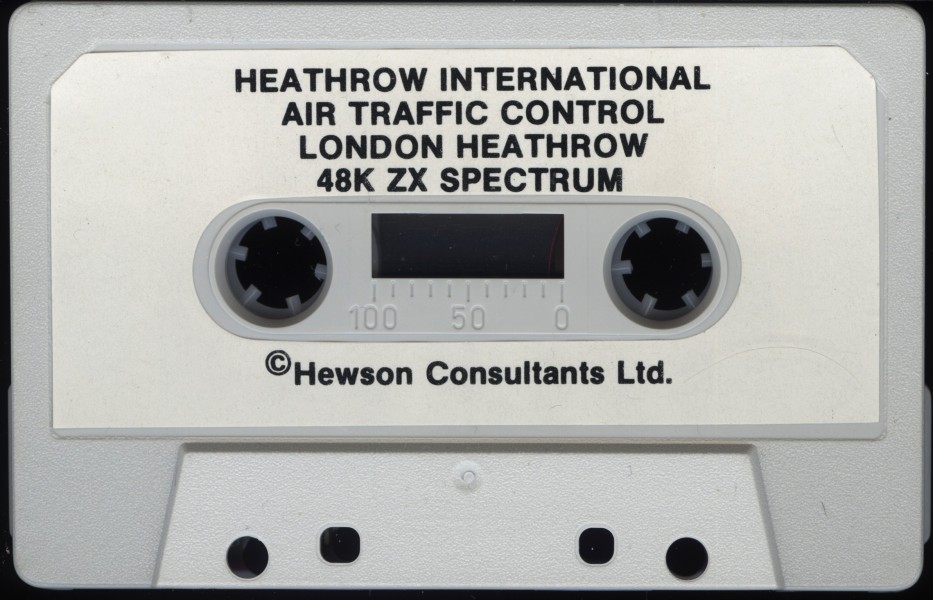 HEATHROW INTERNATIONAL
AIR TRAFFIC CONTROL
LONDON HEATHROW
48K ZX SPECTRUM
100 50 0
©Hewson Consultants Ltd.